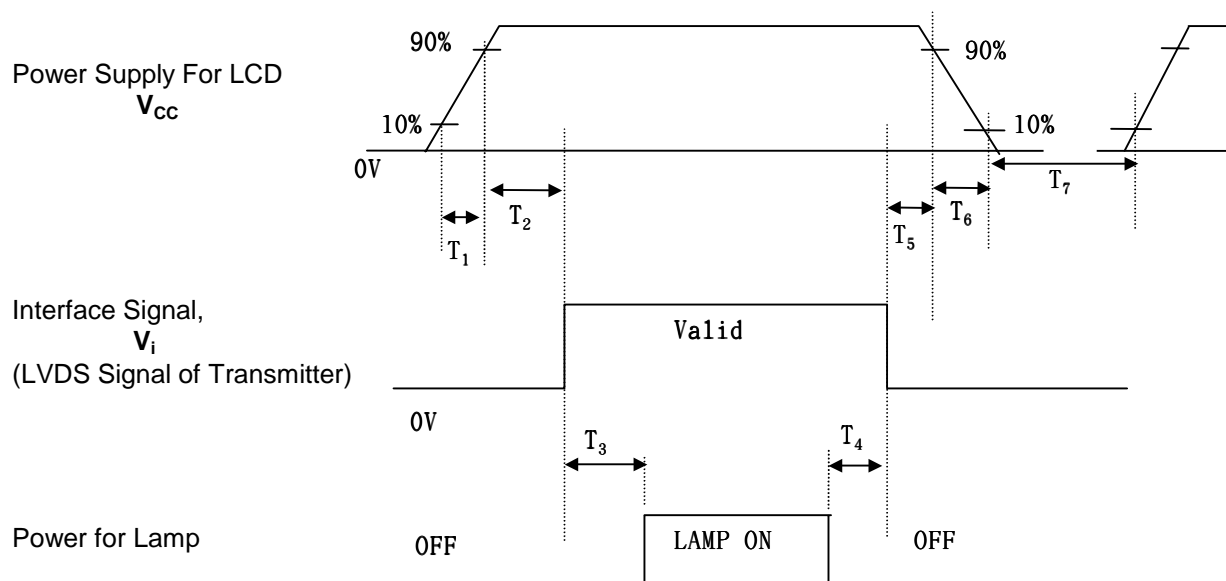 90%
90%
Power Supply For LCD
VCC
10%
10%
0V
T7
T2
T6
T1
T5
Interface Signal,
Vi
Valid
(LVDS Signal of Transmitter)
0V
T3
T4
Power for Lamp
OFF
LAMP ON
OFF